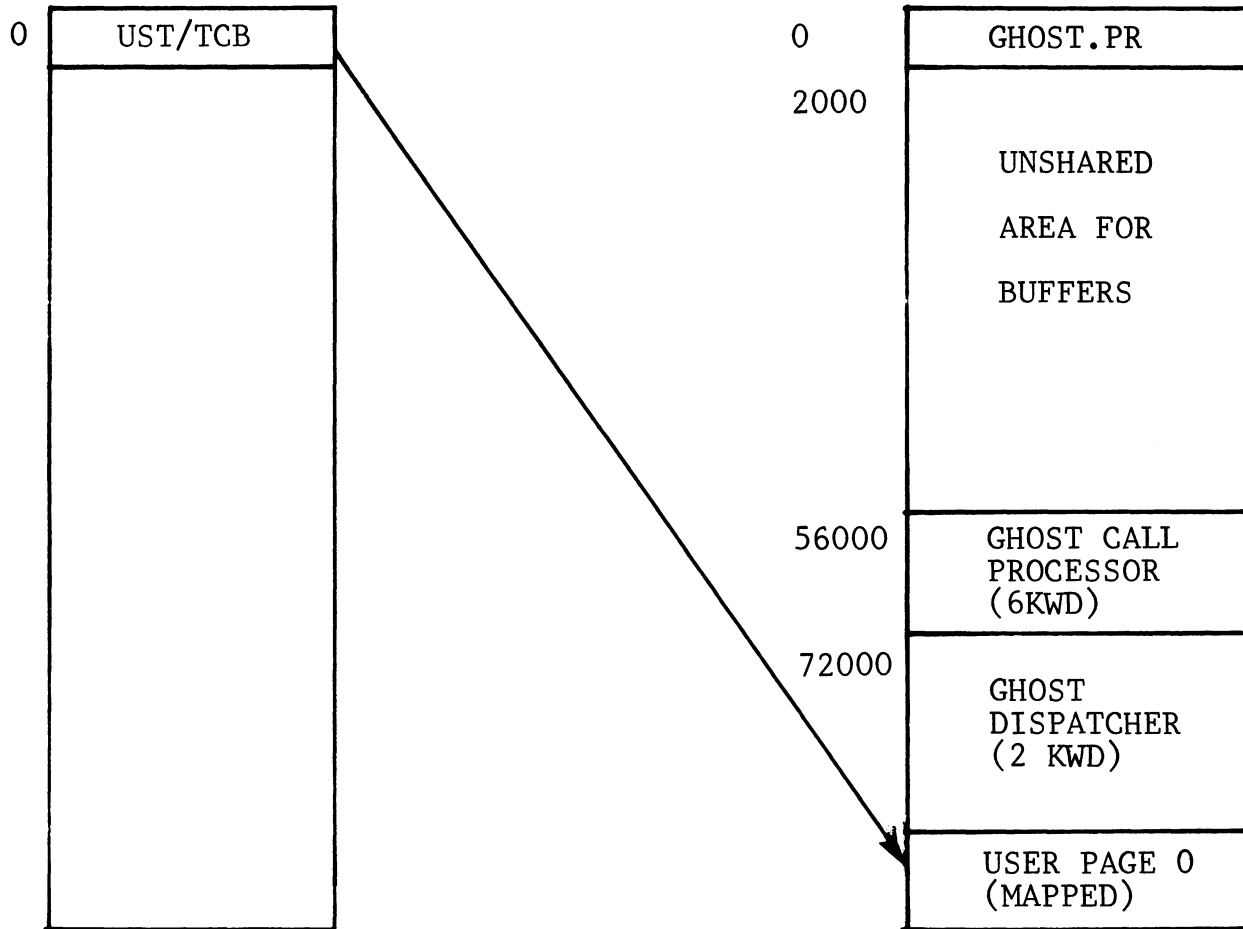 0
UST/TCB
0
GHOST.PR
2000
UNSHARED
AREA FOR
BUFFERS
56000
GHOST CALL
PROCESSOR
(6KWD)
72000
GHOST
DISPATCHER
(2 KWD)
USER PAGE 0
(MAPPED)